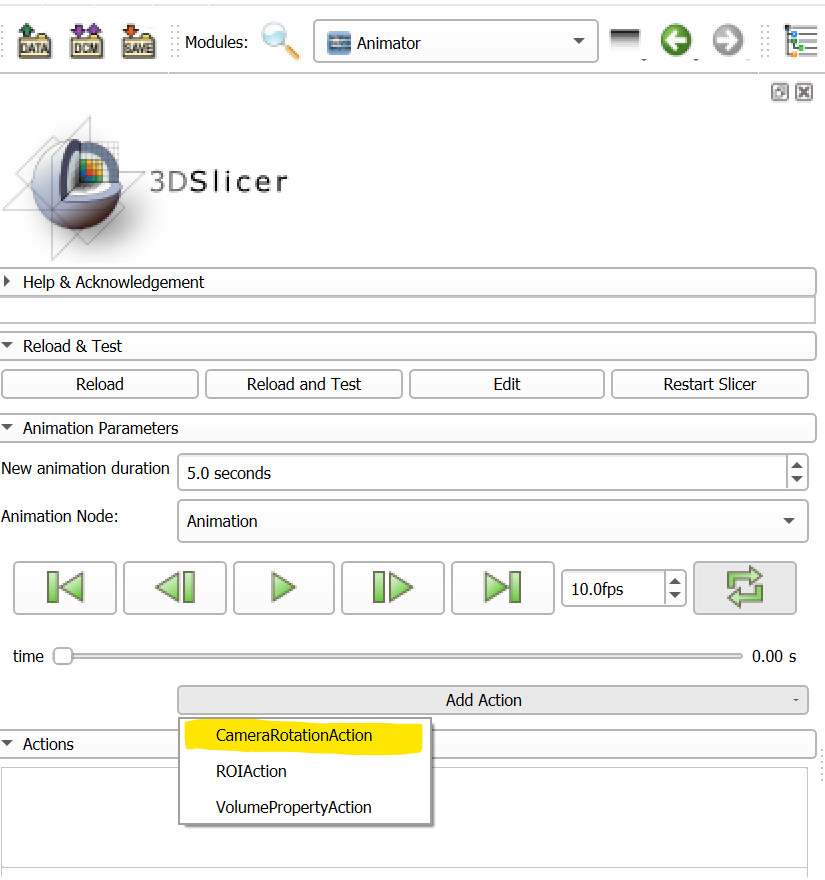 DATA DCM SAVE Modules: Animator
3DSlicer
Help & Acknowledgement
Reload & Test
Reload Reload and Test Edit Restart Slicer
Animation Parameters
New animation duration 5.0 seconds
Animation Node: Animation
10.0fps
time 0.00 s
Add Action
CameraRotationAction
Actions
ROIAction
VolumePropertyAction